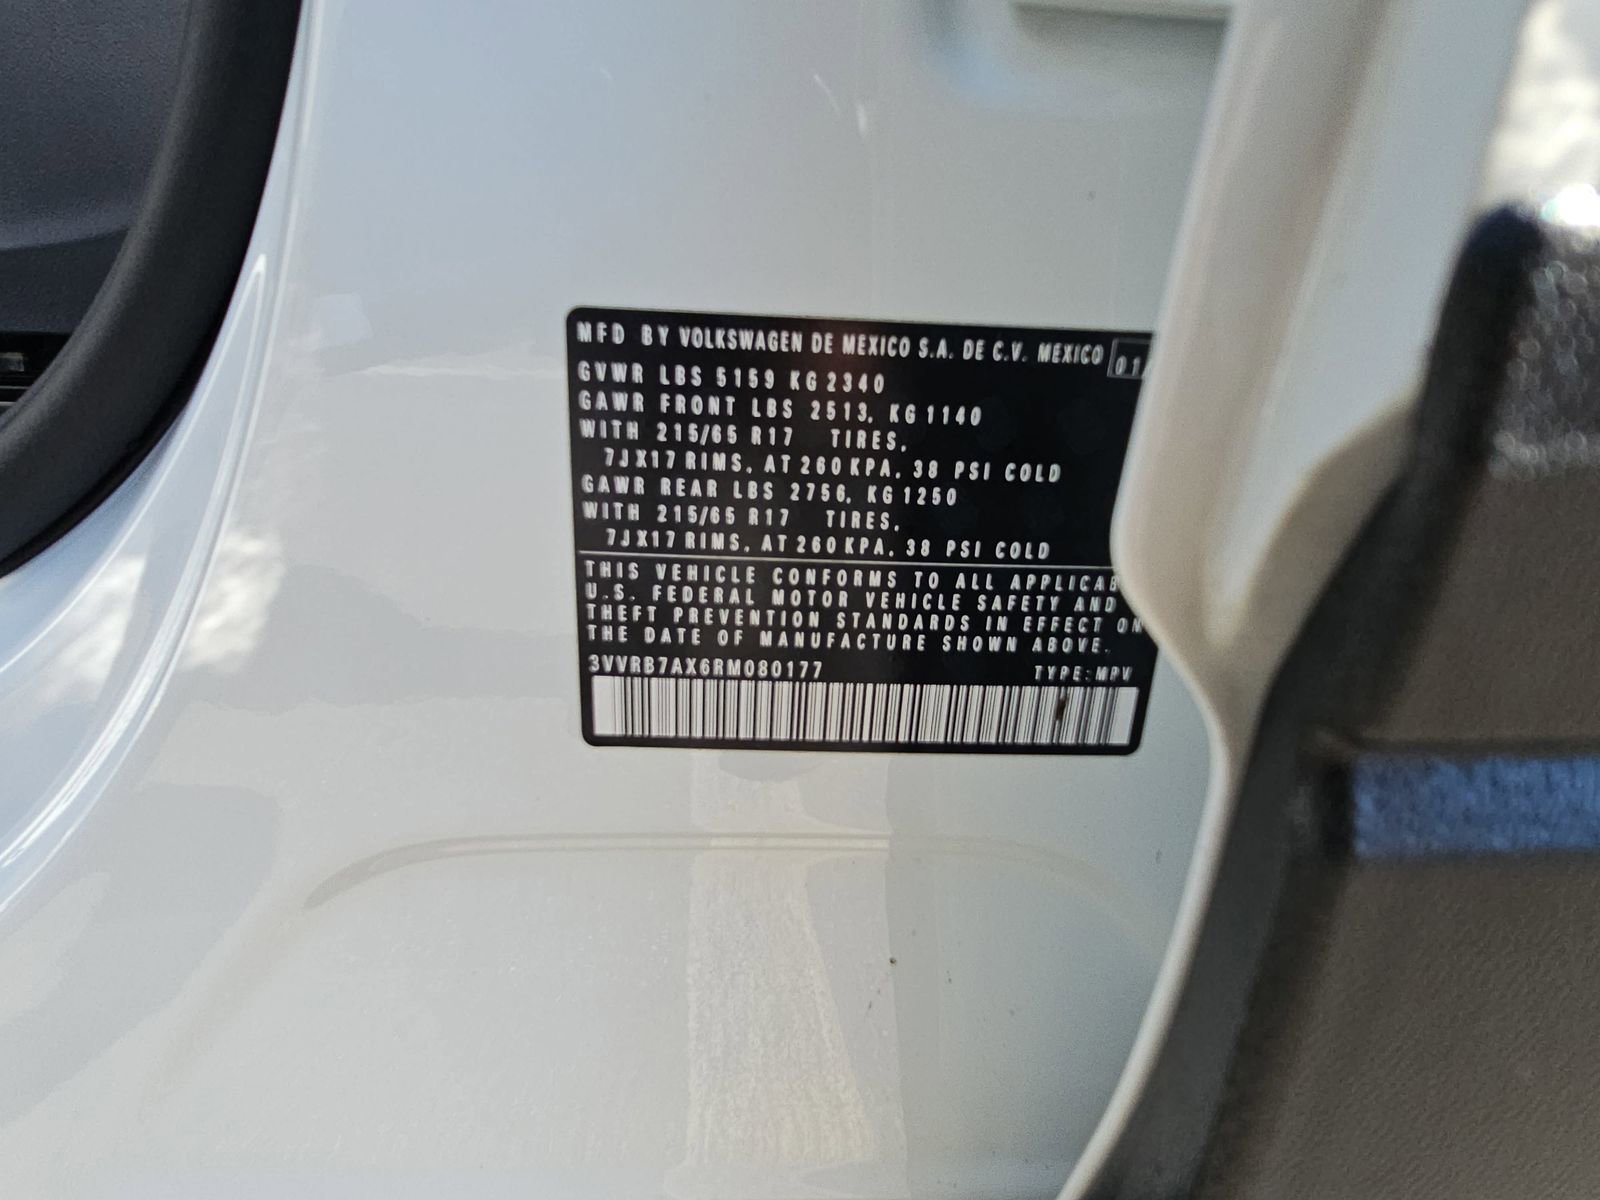 MFD BY VOLKSWAGEN DE MEXICO S.A. DE C.V. MEXICO 01/
GVWR LBS 5159 KG 2340
GAWR FRONT LBS 2513, KG 1140
WITH 215/65 R17 TIRES,
7JX17 RIMS, AT 260 KPA, 38 PSI COLD
GAWR REAR LBS 2756, KG 1250
WITH 215/65 R17 TIRES,
7JX17 RIMS, AT 260 KPA, 38 PSI COLD
THIS VEHICLE CONFORMS TO ALL APPLICAB
U.S. FEDERAL MOTOR VEHICLE SAFETY AND
THEFT PREVENTION STANDARDS IN EFFECT ON
THE DATE OF MANUFACTURE SHOWN ABOVE.
3VVRB7AX6RM080177 TYPE:MPV